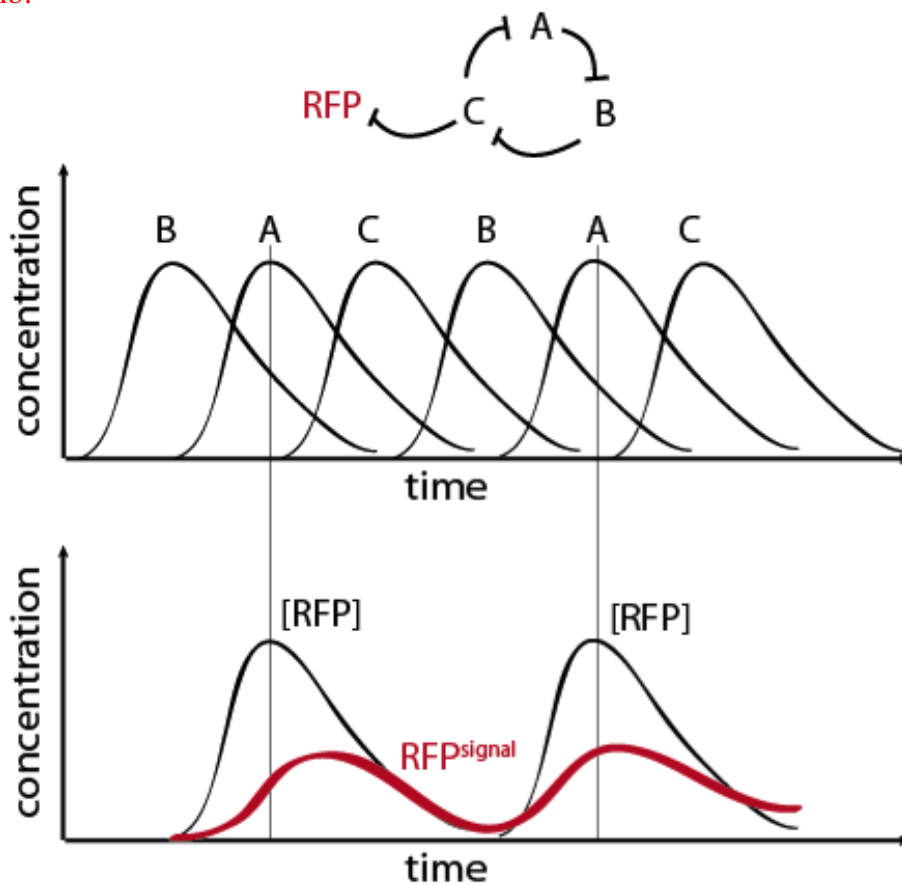 A
RFP
C
B
concentration
B A C B A C
time
concentration
[RFP]
[RFP]
RFPsignal
time